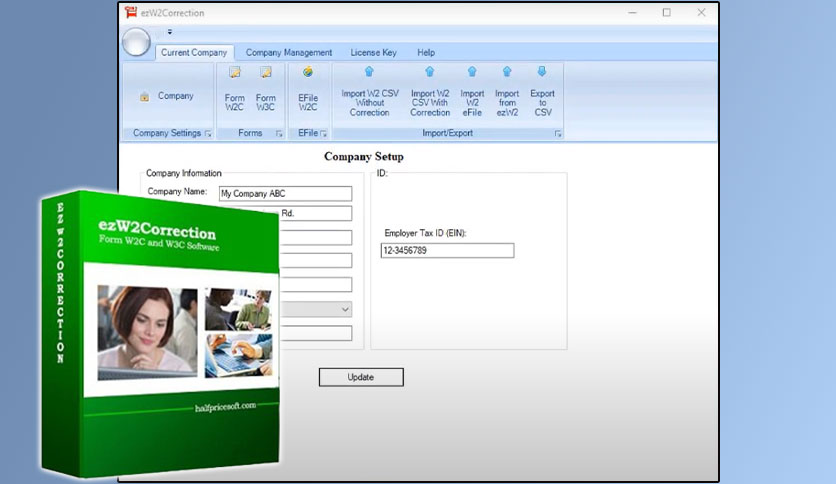 ezW2Correction
Current Company
Company Management
License Key
Help
Company
Form
W2C
Form
W3C
EFile
W2C
Import W2 CSV
Without
Correction
Import W2
CSV With
Correction
Import
W2
eFile
Import
from
ezW2
Export
to
CSV
Company Settings
Forms
EFile
Import/Export
Company Setup
Company Information
Company Name:
My Company ABC
Rd.
ID:
Employer Tax ID (EIN):
12-3456789
Update
EZW2CORRECTION
ezW2Correction
Form W2C and W3C Software
halfpricesoft.com